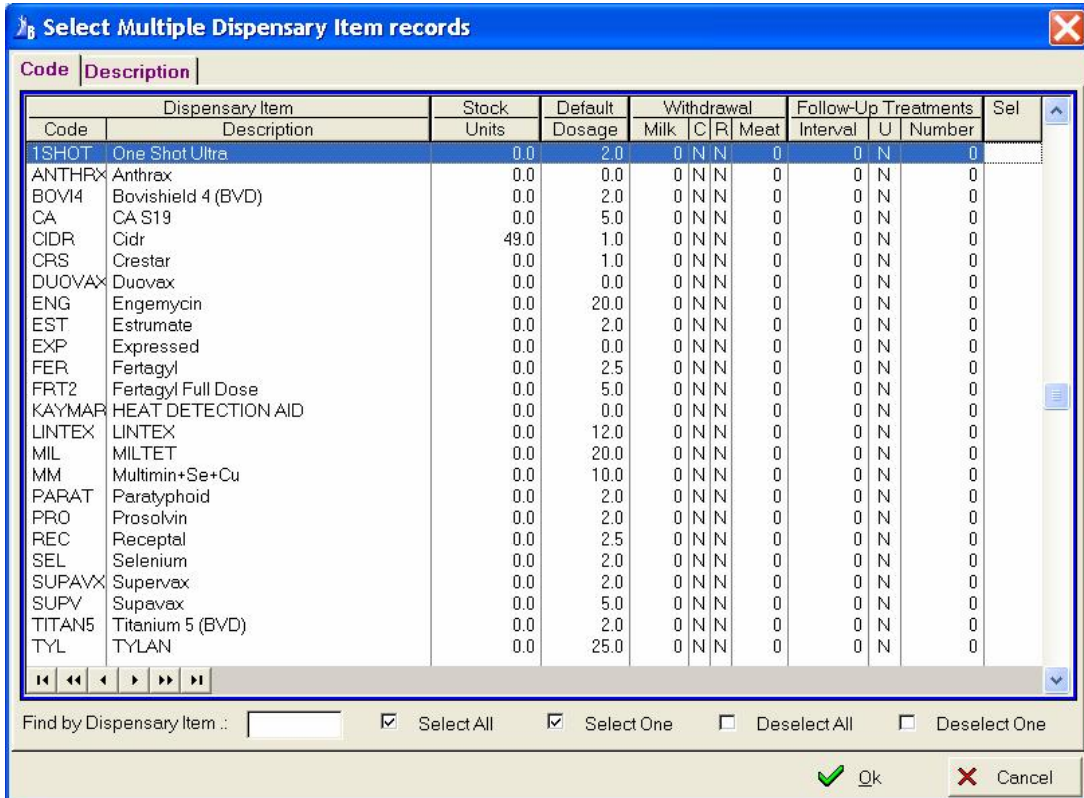 Select Multiple Dispensary Item records
Code Description
Dispensary Item Stock Default Withdrawal Follow-Up Treatments Sel
Code Description Units Dosage Milk C R Meat Interval U Number
1SHOT One Shot Ultra 0.0 2.0 0 N N 0 0 N 0
ANTHRX Anthrax 0.0 0.0 0 N N 0 0 N 0
BOVI4 Bovishield 4 (BVD) 0.0 2.0 0 N N 0 0 N 0
CA CA S19 0.0 5.0 0 N N 0 0 N 0
CIDR Cidr 49.0 1.0 0 N N 0 0 N 0
CRS Crestar 0.0 1.0 0 N N 0 0 N 0
DUOVAX Duovax 0.0 0.0 0 N N 0 0 N 0
ENG Engemycin 0.0 20.0 0 N N 0 0 N 0
EST Estrumate 0.0 2.0 0 N N 0 0 N 0
EXP Expressed 0.0 0.0 0 N N 0 0 N 0
FER Fertagyl 0.0 2.5 0 N N 0 0 N 0
FRT2 Fertagyl Full Dose 0.0 5.0 0 N N 0 0 N 0
KAYMAR HEAT DETECTION AID 0.0 0.0 0 N N 0 0 N 0
LINTEX LINTEX 0.0 12.0 0 N N 0 0 N 0
MIL MILTET 0.0 20.0 0 N N 0 0 N 0
MM Multimin+Se+Cu 0.0 10.0 0 N N 0 0 N 0
PARAT Paratyphoid 0.0 2.0 0 N N 0 0 N 0
PRO Prosolvin 0.0 2.0 0 N N 0 0 N 0
REC Receptal 0.0 2.5 0 N N 0 0 N 0
SEL Selenium 0.0 2.0 0 N N 0 0 N 0
SUPAVX Supervax 0.0 2.0 0 N N 0 0 N 0
SUPV Supavax 0.0 5.0 0 N N 0 0 N 0
TITAN5 Titanium 5 (BVD) 0.0 2.0 0 N N 0 0 N 0
TYL TYLAN 0.0 25.0 0 N N 0 0 N 0
Find by Dispensary Item .: Select All Select One Deselect All Deselect One
Ok Cancel